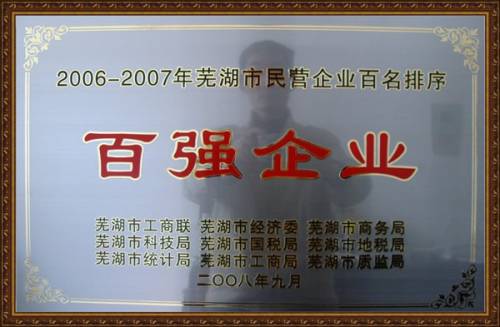 2006-2007年芜湖市民营企业百名排序
百强企业
芜湖市工商联 芜湖市经济委 芜湖市商务局
芜湖市科技局 芜湖市国税局 芜湖市地税局
芜湖市统计局 芜湖市工商局 芜湖市质监局
二〇〇八年九月